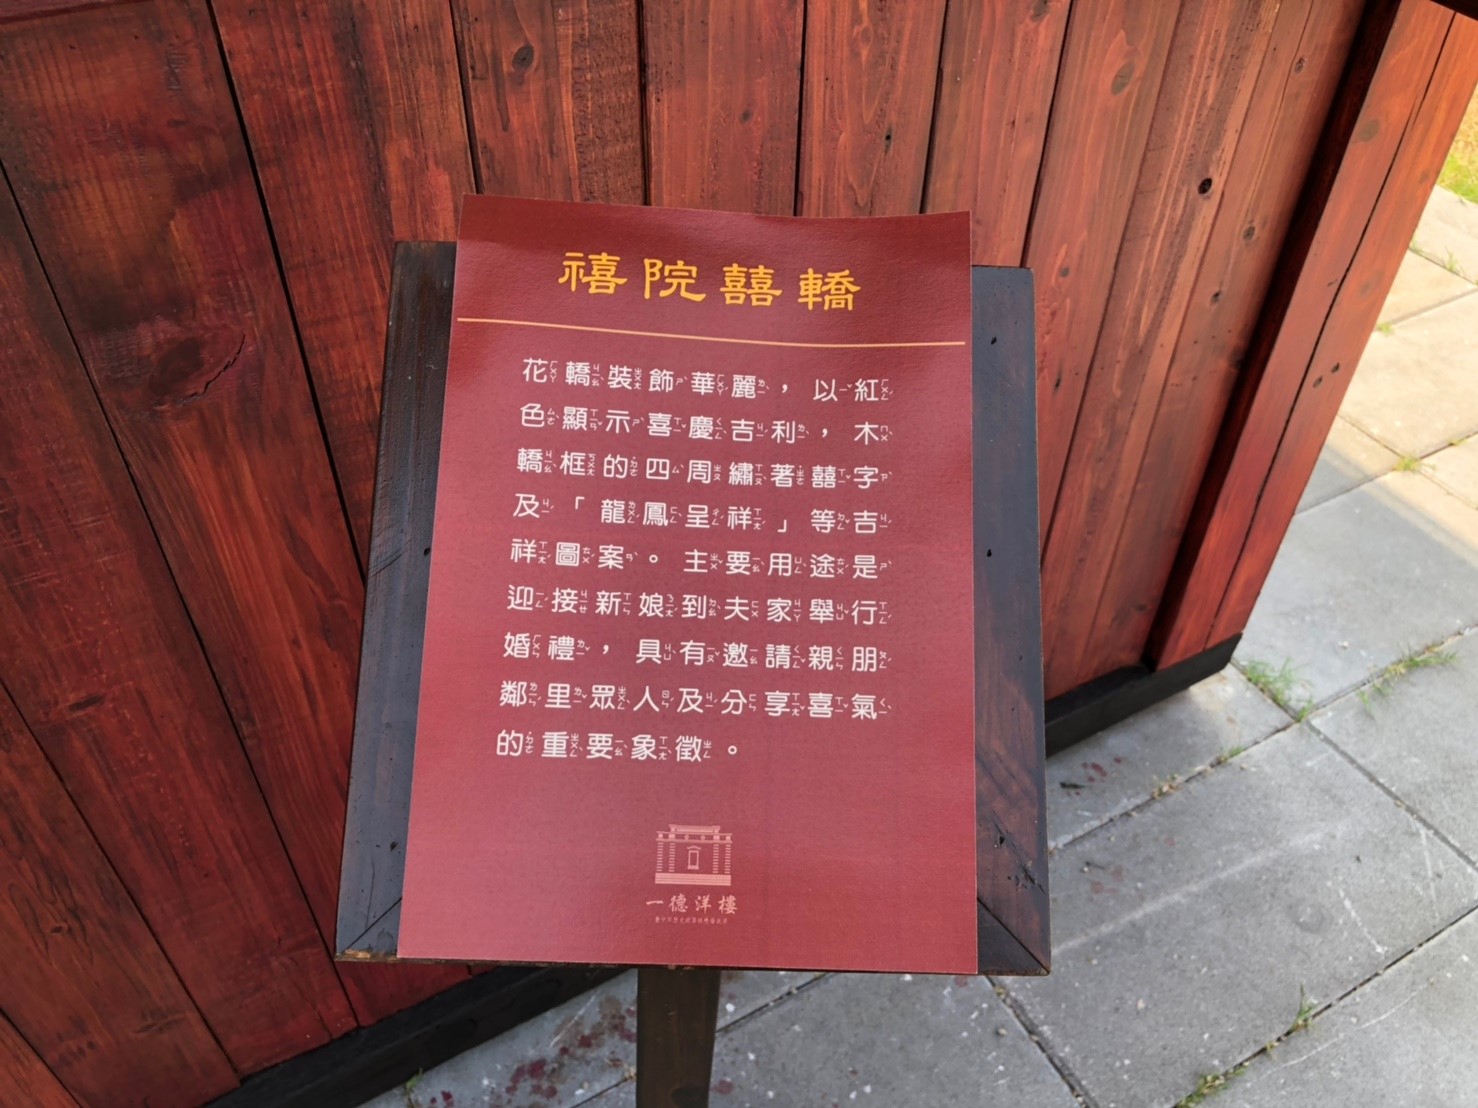 禧院囍轎
花轎裝飾華麗，以紅
色顯示喜慶吉利，木
轎框的四周繡著囍字
及「龍鳳呈祥」等吉
祥圖案。主要用途是
迎接新娘到夫家舉行
婚禮，具有邀請親朋
鄰里眾人及分享喜氣
的重要象徵。
一德洋樓